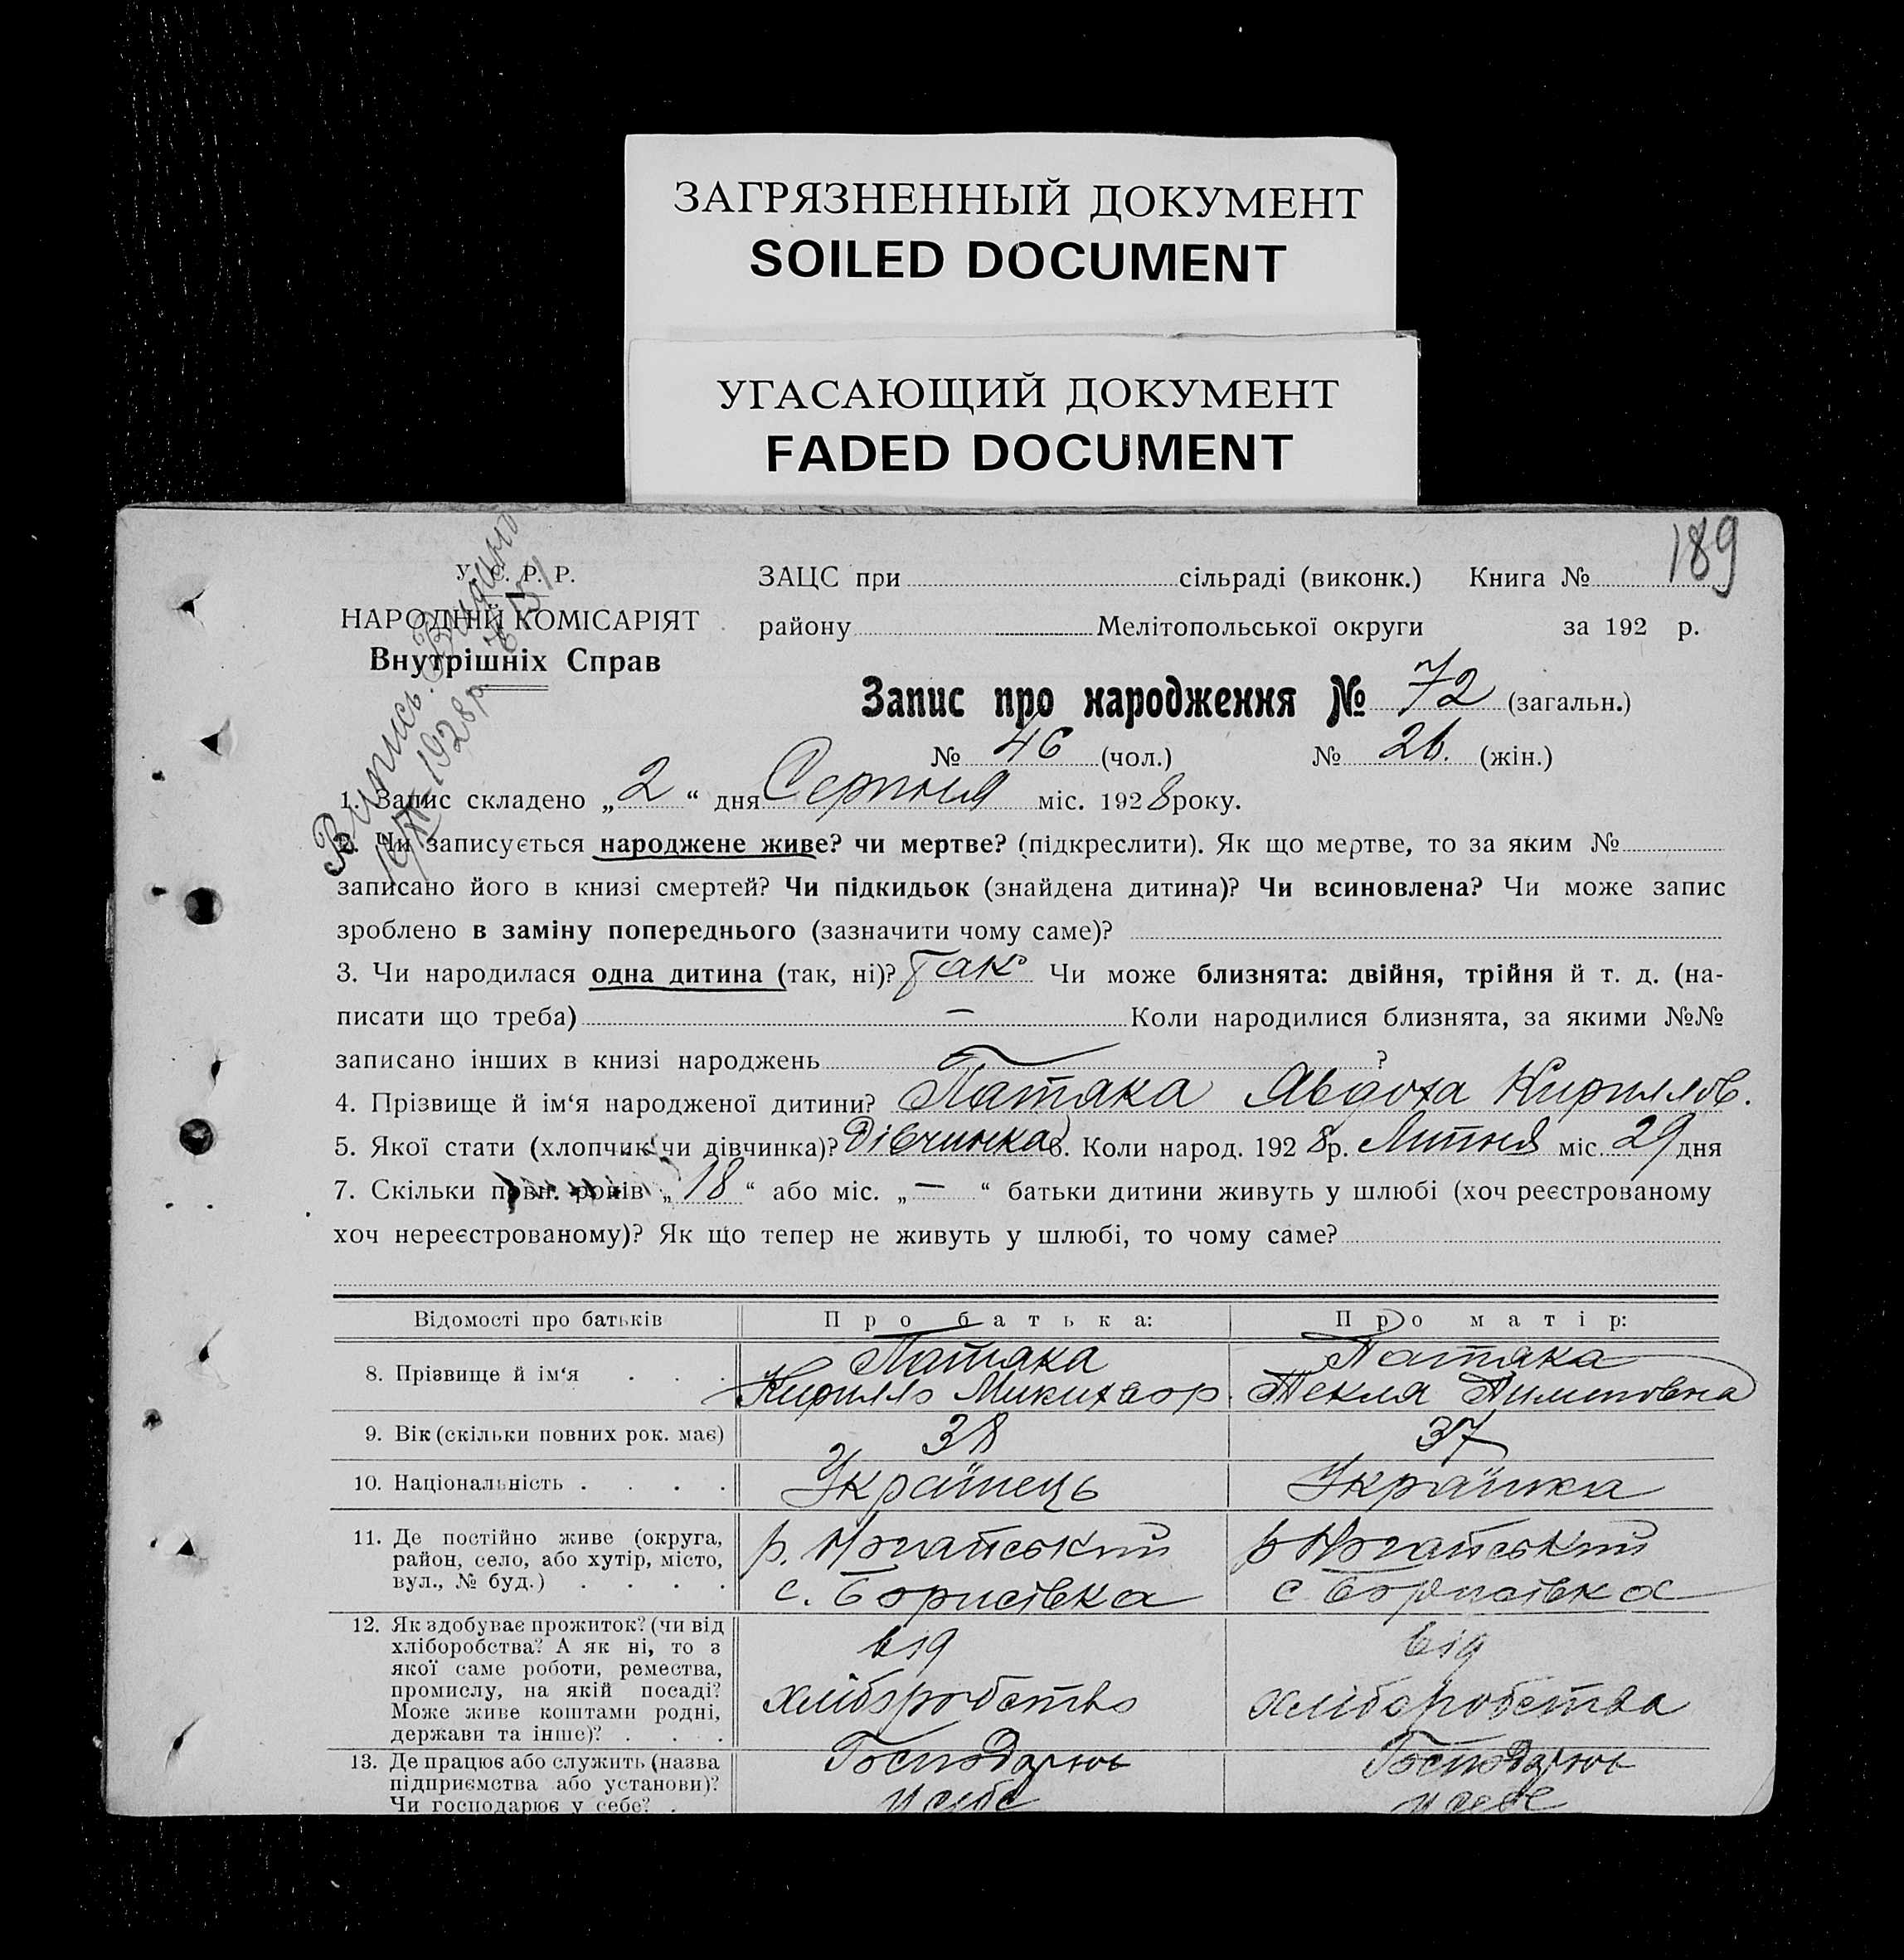 ЗАГРЯЗНЕННЫЙ ДОКУМЕНТ
SOILED DOCUMENT
УГАСАЮЩИЙ ДОКУМЕНТ
FADED DOCUMENT
189
У. С. Р. Р.
НАРОДНІЙ КОМІСАРІЯТ
Внутрішніх Справ
Випись Видано
1928 р.
ЗАЦС при сільраді (виконк.) Книга №
району Мелітопольської округи за 192 р.
Запис про народження № 72 (загальн.)
№ 46 (чол.) № 26. (жін.)
1. Запис складено „2“ дня Серпня міс. 1928 року.
2. Чи записується народжене живе? чи мертве? (підкреслити). Як що мертве, то за яким №
записано його в книзі смертей? Чи підкидьок (знайдена дитина)? Чи всиновлена? Чи може запис
зроблено в заміну попереднього (зазначити чому саме)?
3. Чи народилася одна дитина (так, ні)? Так Чи може близнята: двійня, трійня й т. д. (на-
писати що треба) — Коли народилися близнята, за якими №№
записано інших в книзі народжень ?
4. Прізвище й ім‘я народженої дитини? Патяка Явдоха Кириллов.
5. Якої стати (хлопчик чи дівчинка)? Дівчинка 6. Коли народ. 1928 р. Липня міс. 29 дня
7. Скільки повн. років „18“ або міс. „—“ батьки дитини живуть у шлюбі (хоч реєстрованому
хоч нереєстрованому)? Як що тепер не живуть у шлюбі, то чому саме?
Відомості про батьків Про батька: Про матір:
8. Прізвище й ім‘я . . . Патяка Патяка
Кирилло Микихвор. Текля Пилиповна
9. Вік (скільки повних рок. має) 38 37
10. Національність . . . . Українець Українка
11. Де постійно живе (округа, район, село, або хутір, місто, вул., № буд.) . . . .
р. Ногайський р Ногайський
с. Борисівка с Борисівка
12. Як здобуває прожиток? (чи від хліборобства? А як ні, то з якої саме роботи, ремества, промислу, на якій посаді? Може живе коштами родні, держави та інше)? . . .
від від
хліборобство хліборобства
13. Де працює або служить (назва підприємства або установи)? Чи господарює у себе? .
Господарює Господарює
у себе у себе